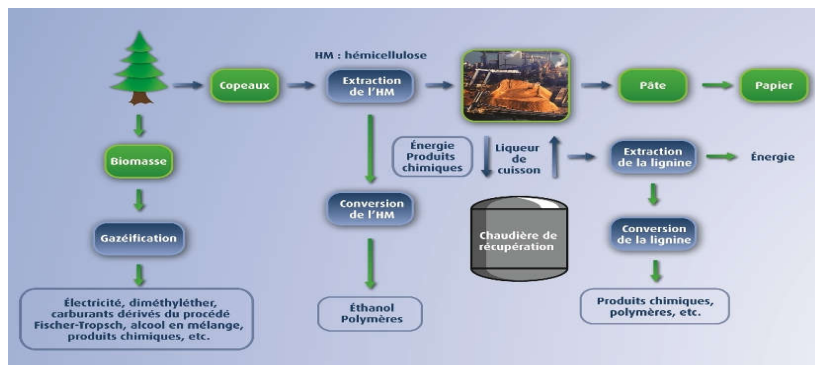 HM : hémicellulose
Copeaux
Extraction
de l'HM
Pâte
Papier
Biomasse
Énergie
Produits
chimiques
Liqueur
de
cuisson
Extraction
de la lignine
Énergie
Gazéification
Conversion
de l'HM
Chaudière de
récupération
Conversion
de la lignine
Électricité, diméthyléther,
carburants dérivés du procédé
Fischer-Tropsch, alcool en mélange,
produits chimiques, etc.
Éthanol
Polymères
Produits chimiques,
polymères, etc.